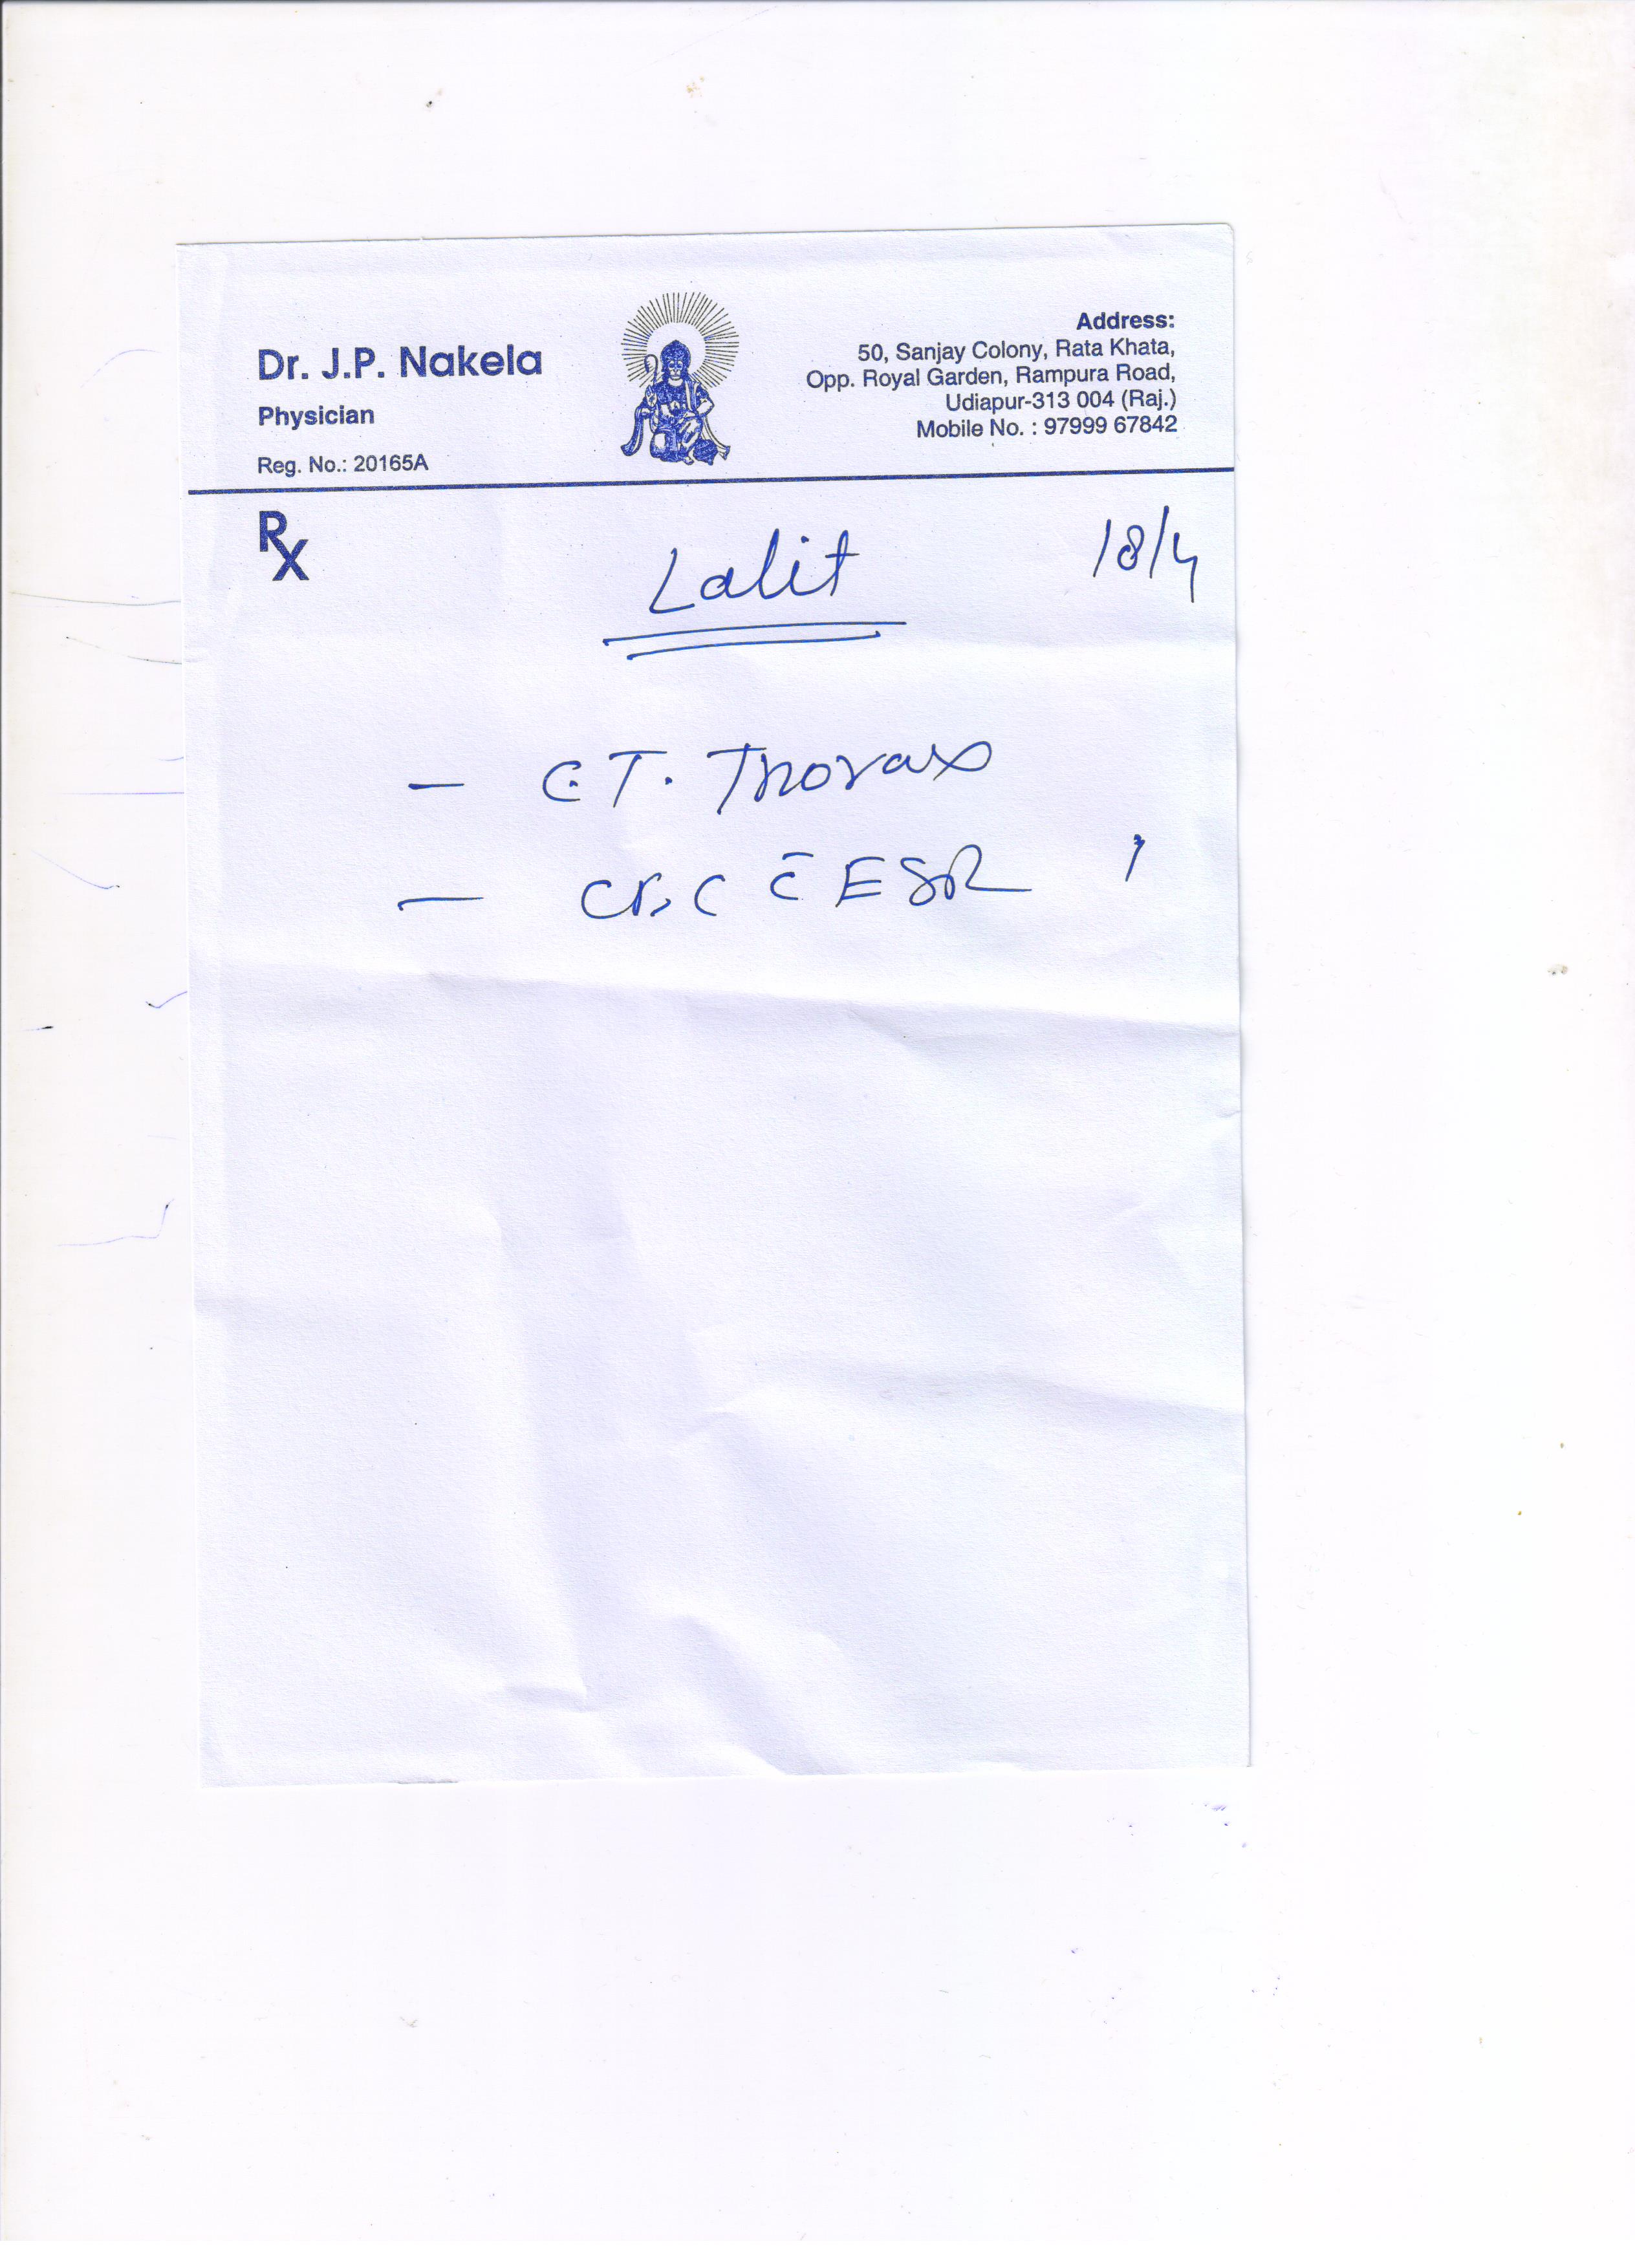 Dr. J.P. Nakela
Physician
Reg. No.: 20165A
Address:
50, Sanjay Colony, Rata Khata,
Opp. Royal Garden, Rampura Road,
Udiapur-313 004 (Raj.)
Mobile No. : 97999 67842
Rx
Lalit
18/4
- C.T. Thorax
- CBC c̄ ESR